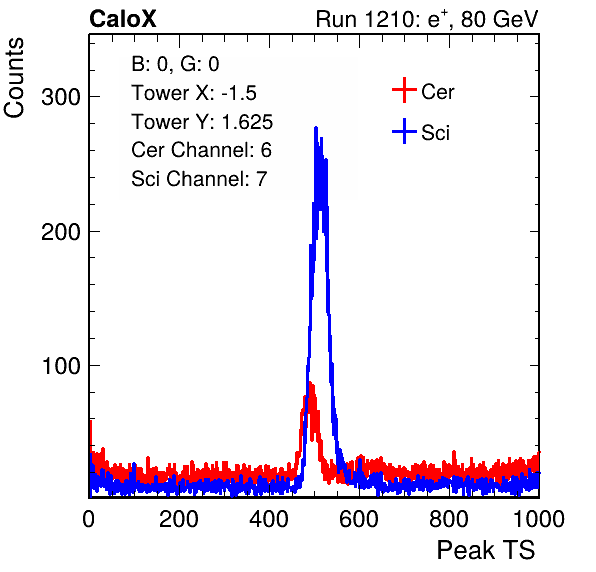 CaloX Run 1210: e⁺, 80 GeV
Counts
B: 0, G: 0
Tower X: -1.5
Tower Y: 1.625
Cer Channel: 6
Sci Channel: 7
Cer
Sci
300
200
100
0 200 400 600 800 1000
Peak TS